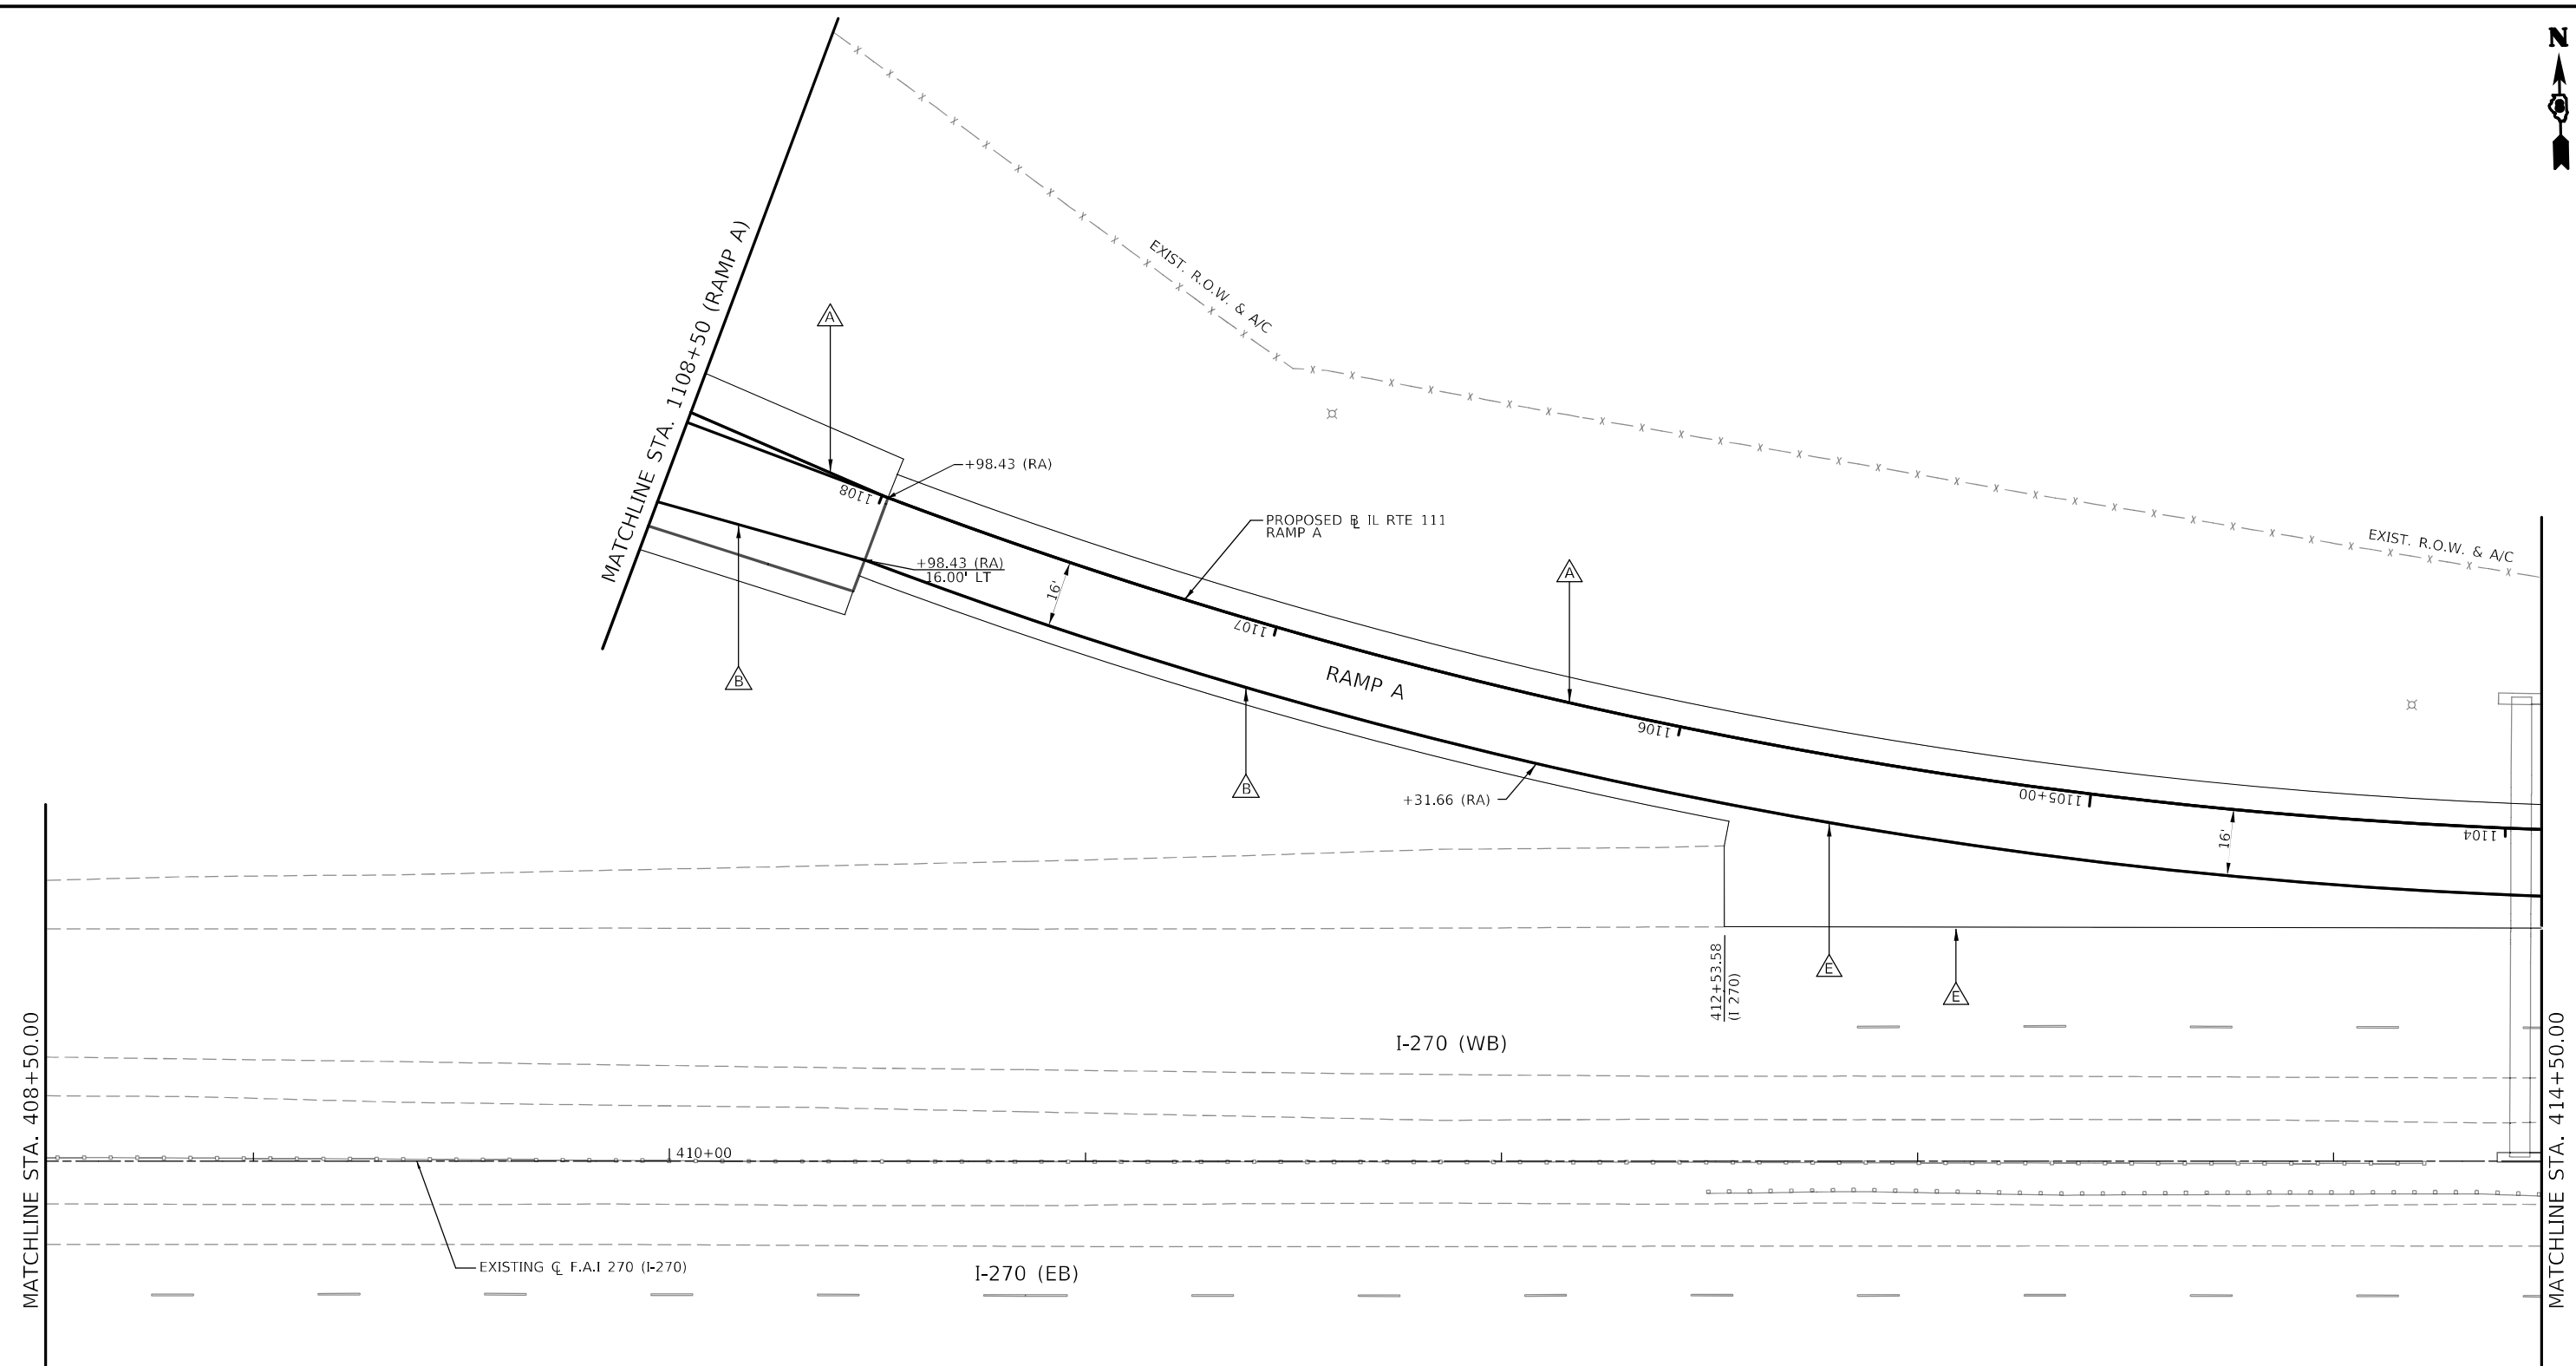 N
MATCHLINE STA. 1108+50 (RAMP A)
EXIST. R.O.W. & A/C
A
+98.43 (RA)
1108
PROPOSED ⅊ IL RTE 111
RAMP A
EXIST. R.O.W. & A/C
+98.43 (RA)
16.00' LT
A
16'
1107
RAMP A
B
1106
B
+31.66 (RA)
1105+00
16'
1104
412+53.58
(I 270)
E
E
I-270 (WB)
MATCHLINE STA. 408+50.00
MATCHLINE STA. 414+50.00
410+00
EXISTING ℄ F.A.I 270 (I-270)
I-270 (EB)